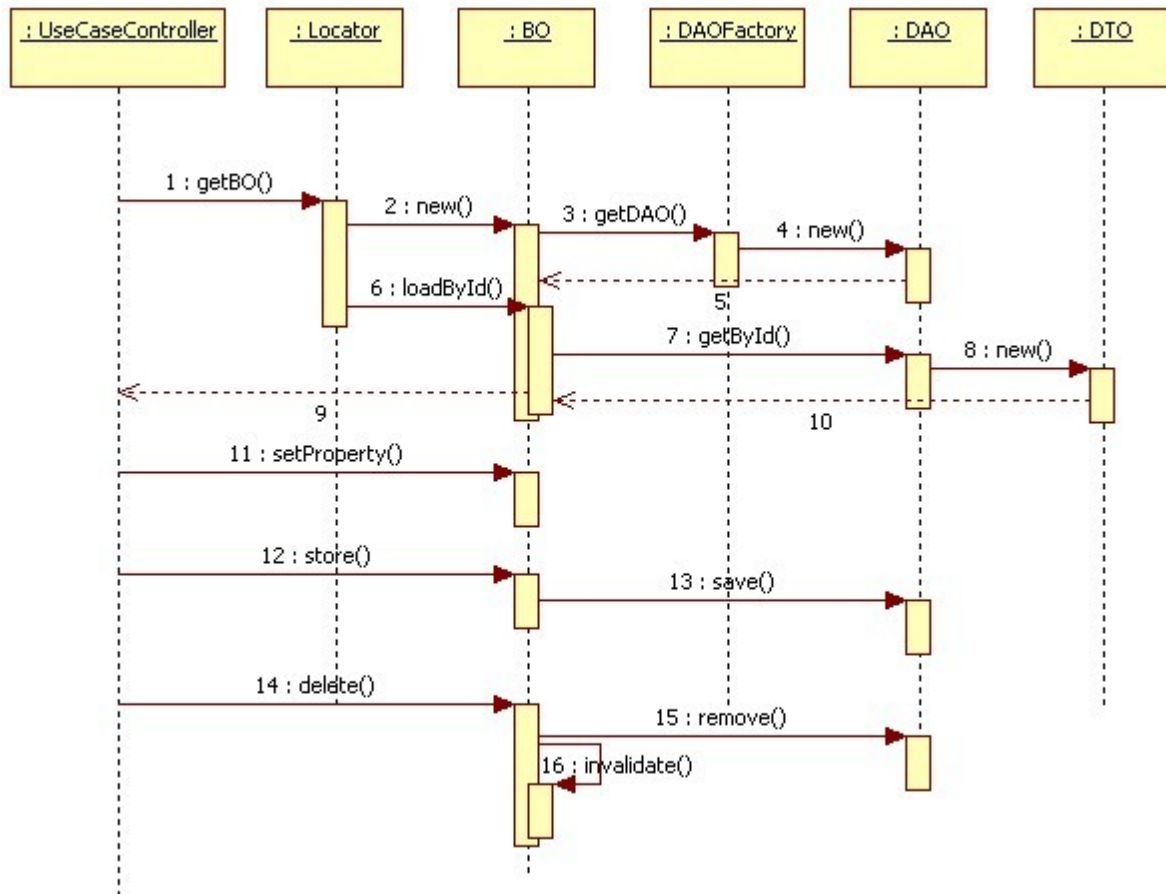 : UseCaseController
: Locator
: BO
: DAOFactory
: DAO
: DTO
1 : getBO()
2 : new()
3 : getDAO()
4 : new()
5
6 : loadById()
7 : getById()
8 : new()
9
10
11 : setProperty()
12 : store()
13 : save()
14 : delete()
15 : remove()
16 : invalidate()